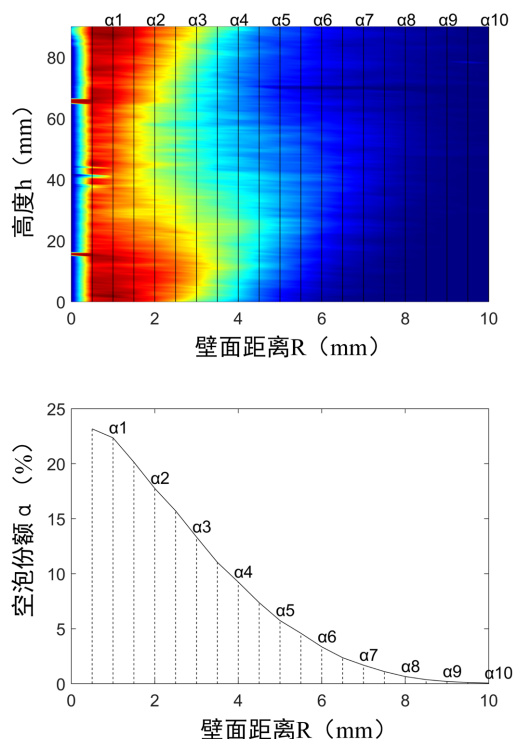 α1 α2 α3 α4 α5 α6 α7 α8 α9 α10
80
60
40
20
0
高度h（mm）
0 2 4 6 8 10
壁面距离R（mm）
25
20
15
10
5
0
空泡份额 α（%）
α1
α2
α3
α4
α5
α6
α7
α8
α9
α10
0 2 4 6 8 10
壁面距离R（mm）